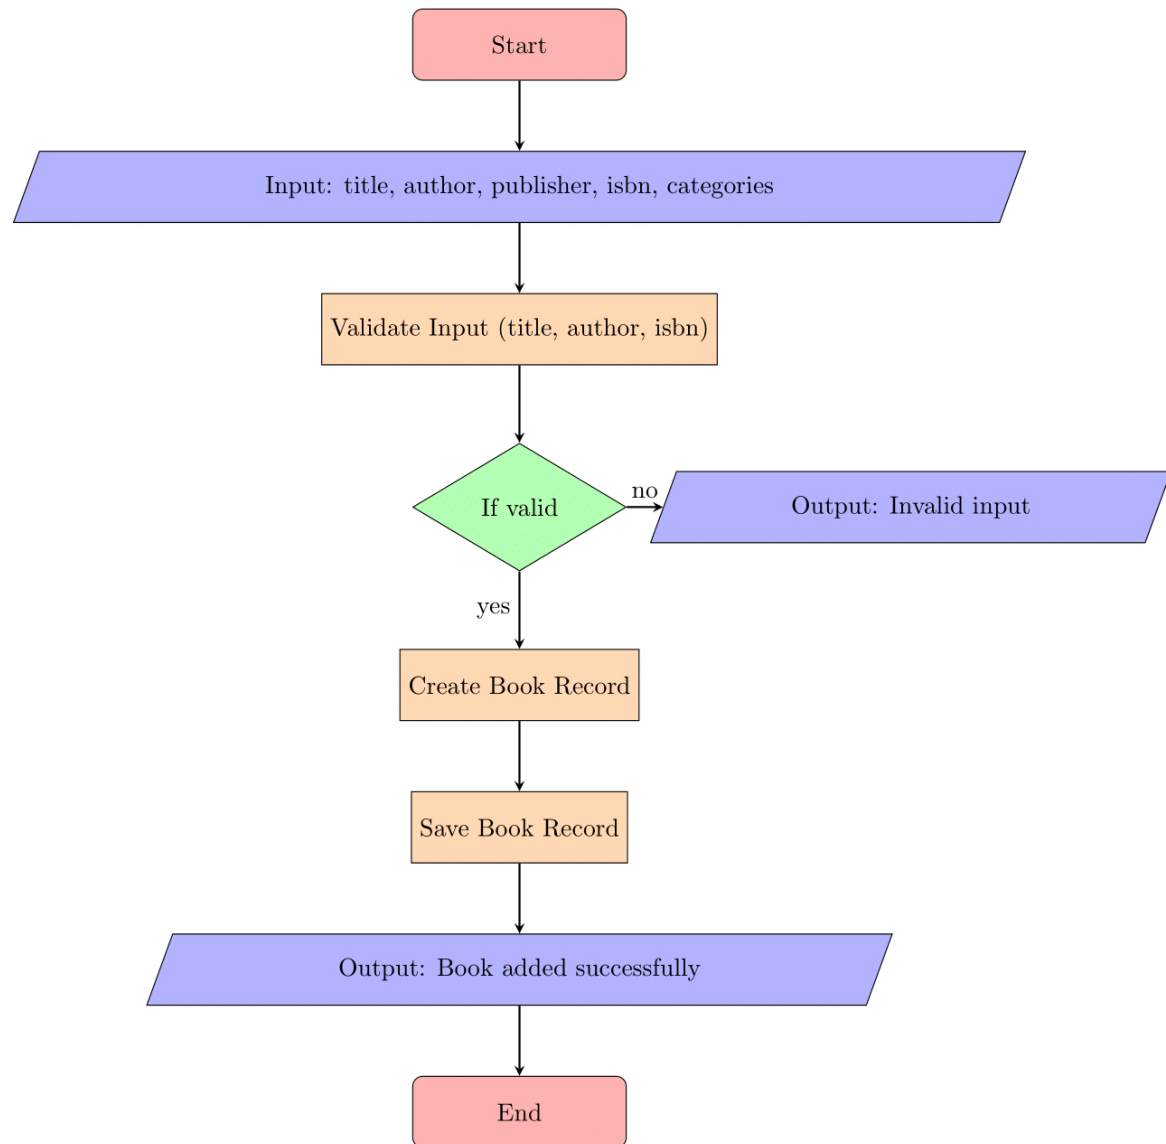 Start
Input: title, author, publisher, isbn, categories
Validate Input (title, author, isbn)
If valid
no
Output: Invalid input
yes
Create Book Record
Save Book Record
Output: Book added successfully
End